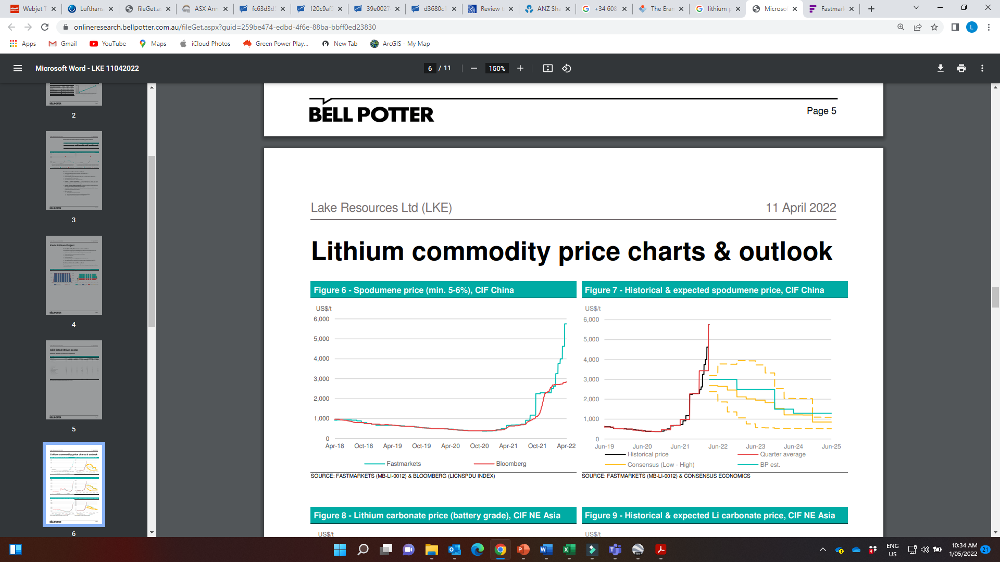 Webjet T
Lufthans
fileGet.as
ASX Ann
fc63d3d5
120c9af5
39e0027
d3680c1
Review t
ANZ Sha
+34 608
The Eran
lithium p
Microsof
Fastmark
onlineresearch.bellpotter.com.au/fileGet.aspx?guid=259be474-edbd-4f6e-88ba-bbff0ed23830
L
Apps
Gmail
YouTube
Maps
iCloud Photos
Green Power Play...
New Tab
ArcGIS - My Map
Microsoft Word - LKE 11042022
6 / 11
150%
2
3
4
5
6
BELL POTTER
Page 5
Lake Resources Ltd (LKE)
11 April 2022
Lithium commodity price charts & outlook
Figure 6 - Spodumene price (min. 5-6%), CIF China
US$/t
6,000
5,000
4,000
3,000
2,000
1,000
0
Apr-18 Oct-18 Apr-19 Oct-19 Apr-20 Oct-20 Apr-21 Oct-21 Apr-22
Fastmarkets
Bloomberg
SOURCE: FASTMARKETS (MB-LI-0012) & BLOOMBERG (LICNSPDU INDEX)
Figure 7 - Historical & expected spodumene price, CIF China
US$/t
6,000
5,000
4,000
3,000
2,000
1,000
0
Jun-19 Jun-20 Jun-21 Jun-22 Jun-23 Jun-24 Jun-25
Historical price
Quarter average
Consensus (Low - High)
BP est.
SOURCE: FASTMARKETS (MB-LI-0012) & CONSENSUS ECONOMICS
Figure 8 - Lithium carbonate price (battery grade), CIF NE Asia
US$/t
Figure 9 - Historical & expected Li carbonate price, CIF NE Asia
US$/t
ENG
US
10:34 AM
1/05/2022
21